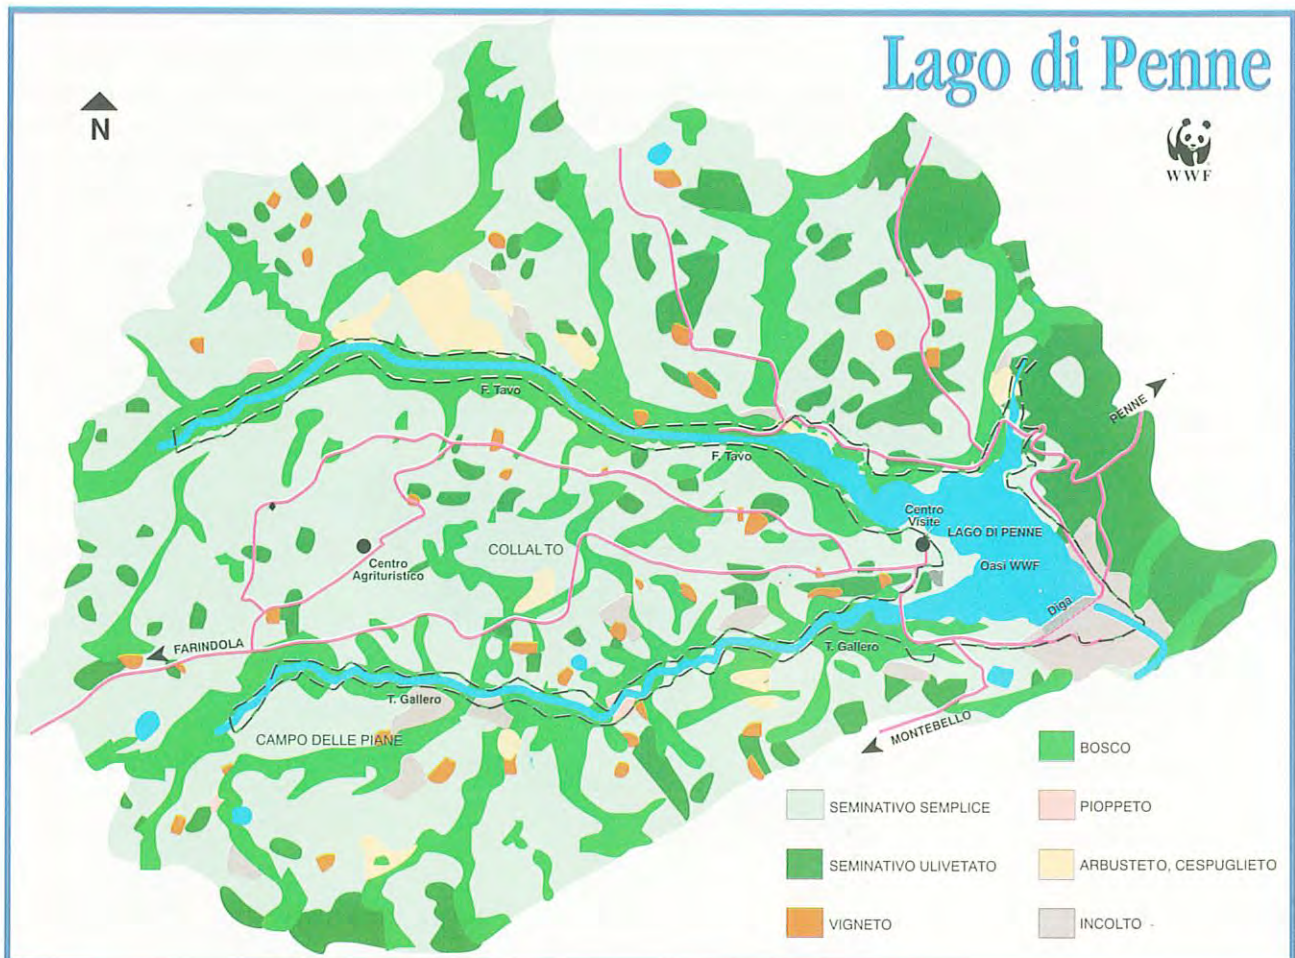 Lago di Penne
N
WWF
F. Tavo
PENNE
F. Tavo
Centro
Visite
LAGO DI PENNE
COLLALTO
Centro
Agrituristico
Oasi WWF
Diga
FARINDOLA
T. Gallero
T. Gallero
CAMPO DELLE PIANE
MONTEBELLO
BOSCO
SEMINATIVO SEMPLICE
PIOPPETO
SEMINATIVO ULIVETATO
ARBUSTETO, CESPUGLIETO
VIGNETO
INCOLTO